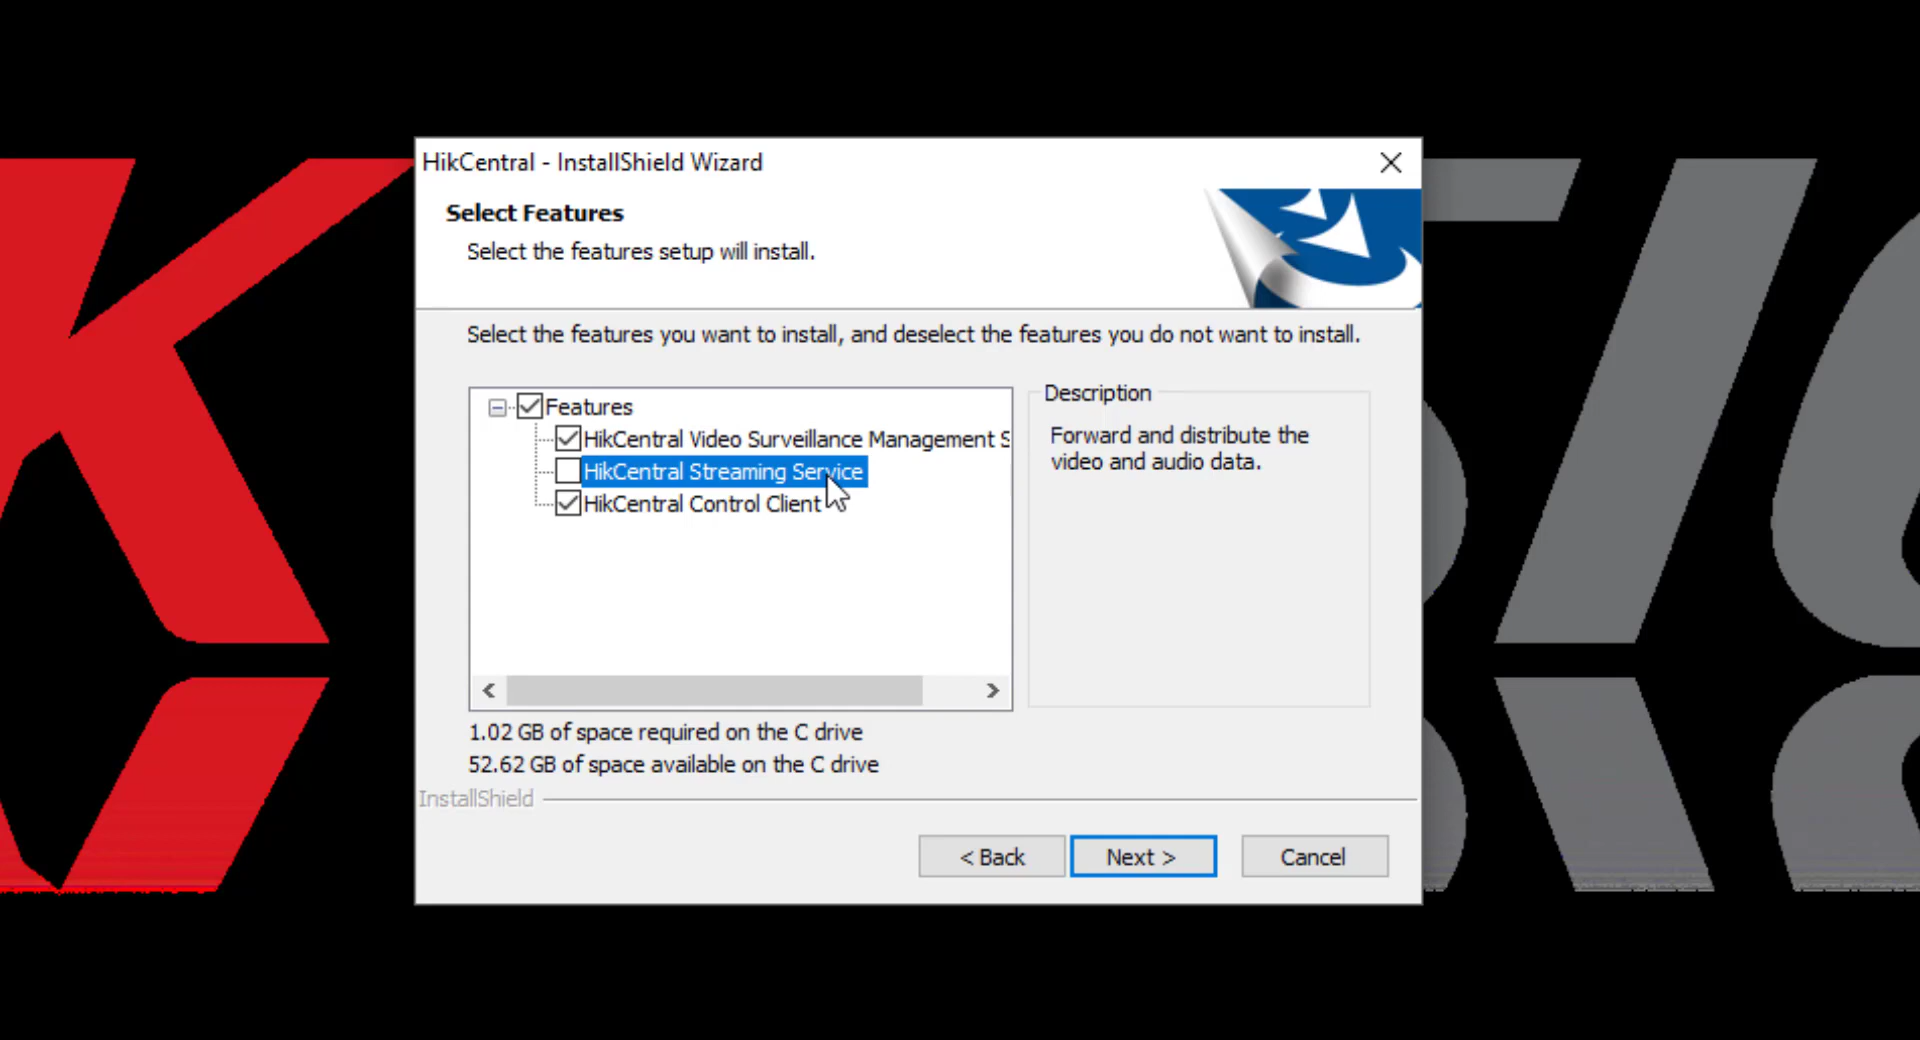 HikCentral - InstallShield Wizard
Select Features
Select the features setup will install.
Select the features you want to install, and deselect the features you do not want to install.
Features
HikCentral Video Surveillance Management S
HikCentral Streaming Service
HikCentral Control Client
Description
Forward and distribute the
video and audio data.
1.02 GB of space required on the C drive
52.62 GB of space available on the C drive
InstallShield
< Back
Next >
Cancel